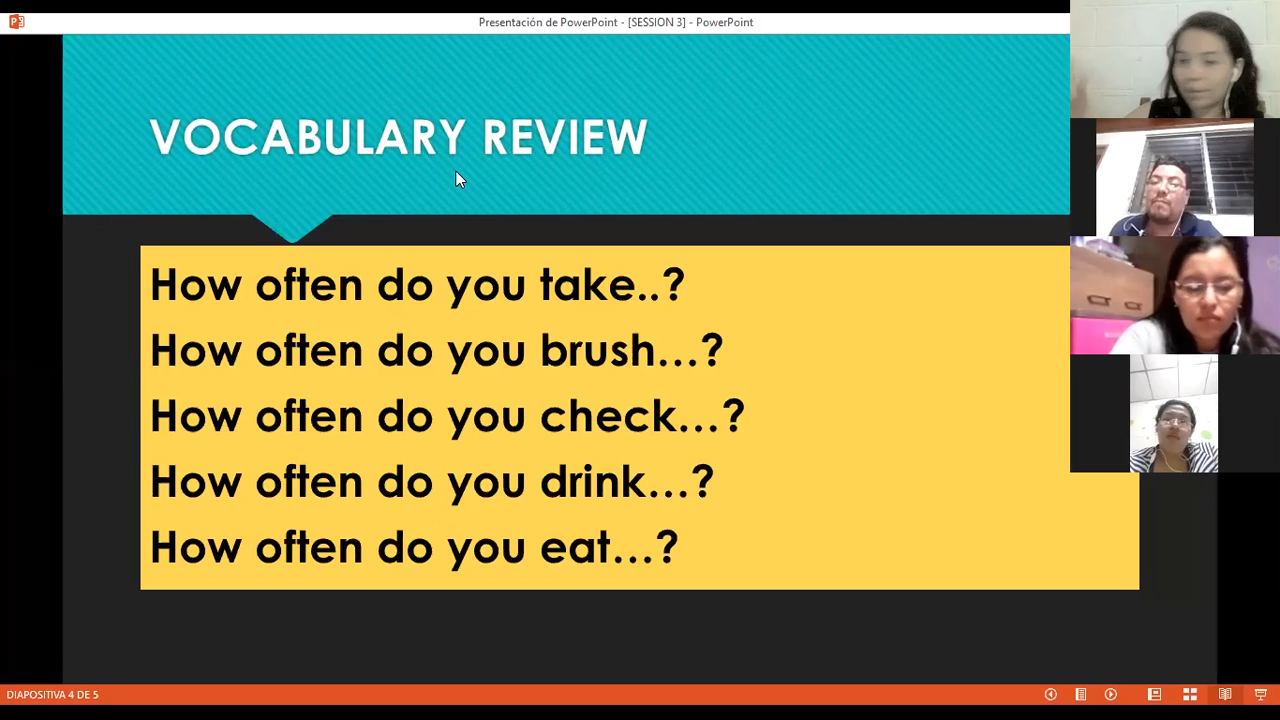 Presentación de PowerPoint - [SESSION 3] - PowerPoint
VOCABULARY REVIEW
How often do you take..?
How often do you brush...?
How often do you check...?
How often do you drink...?
How often do you eat...?
DIAPOSITIVA 4 DE 5